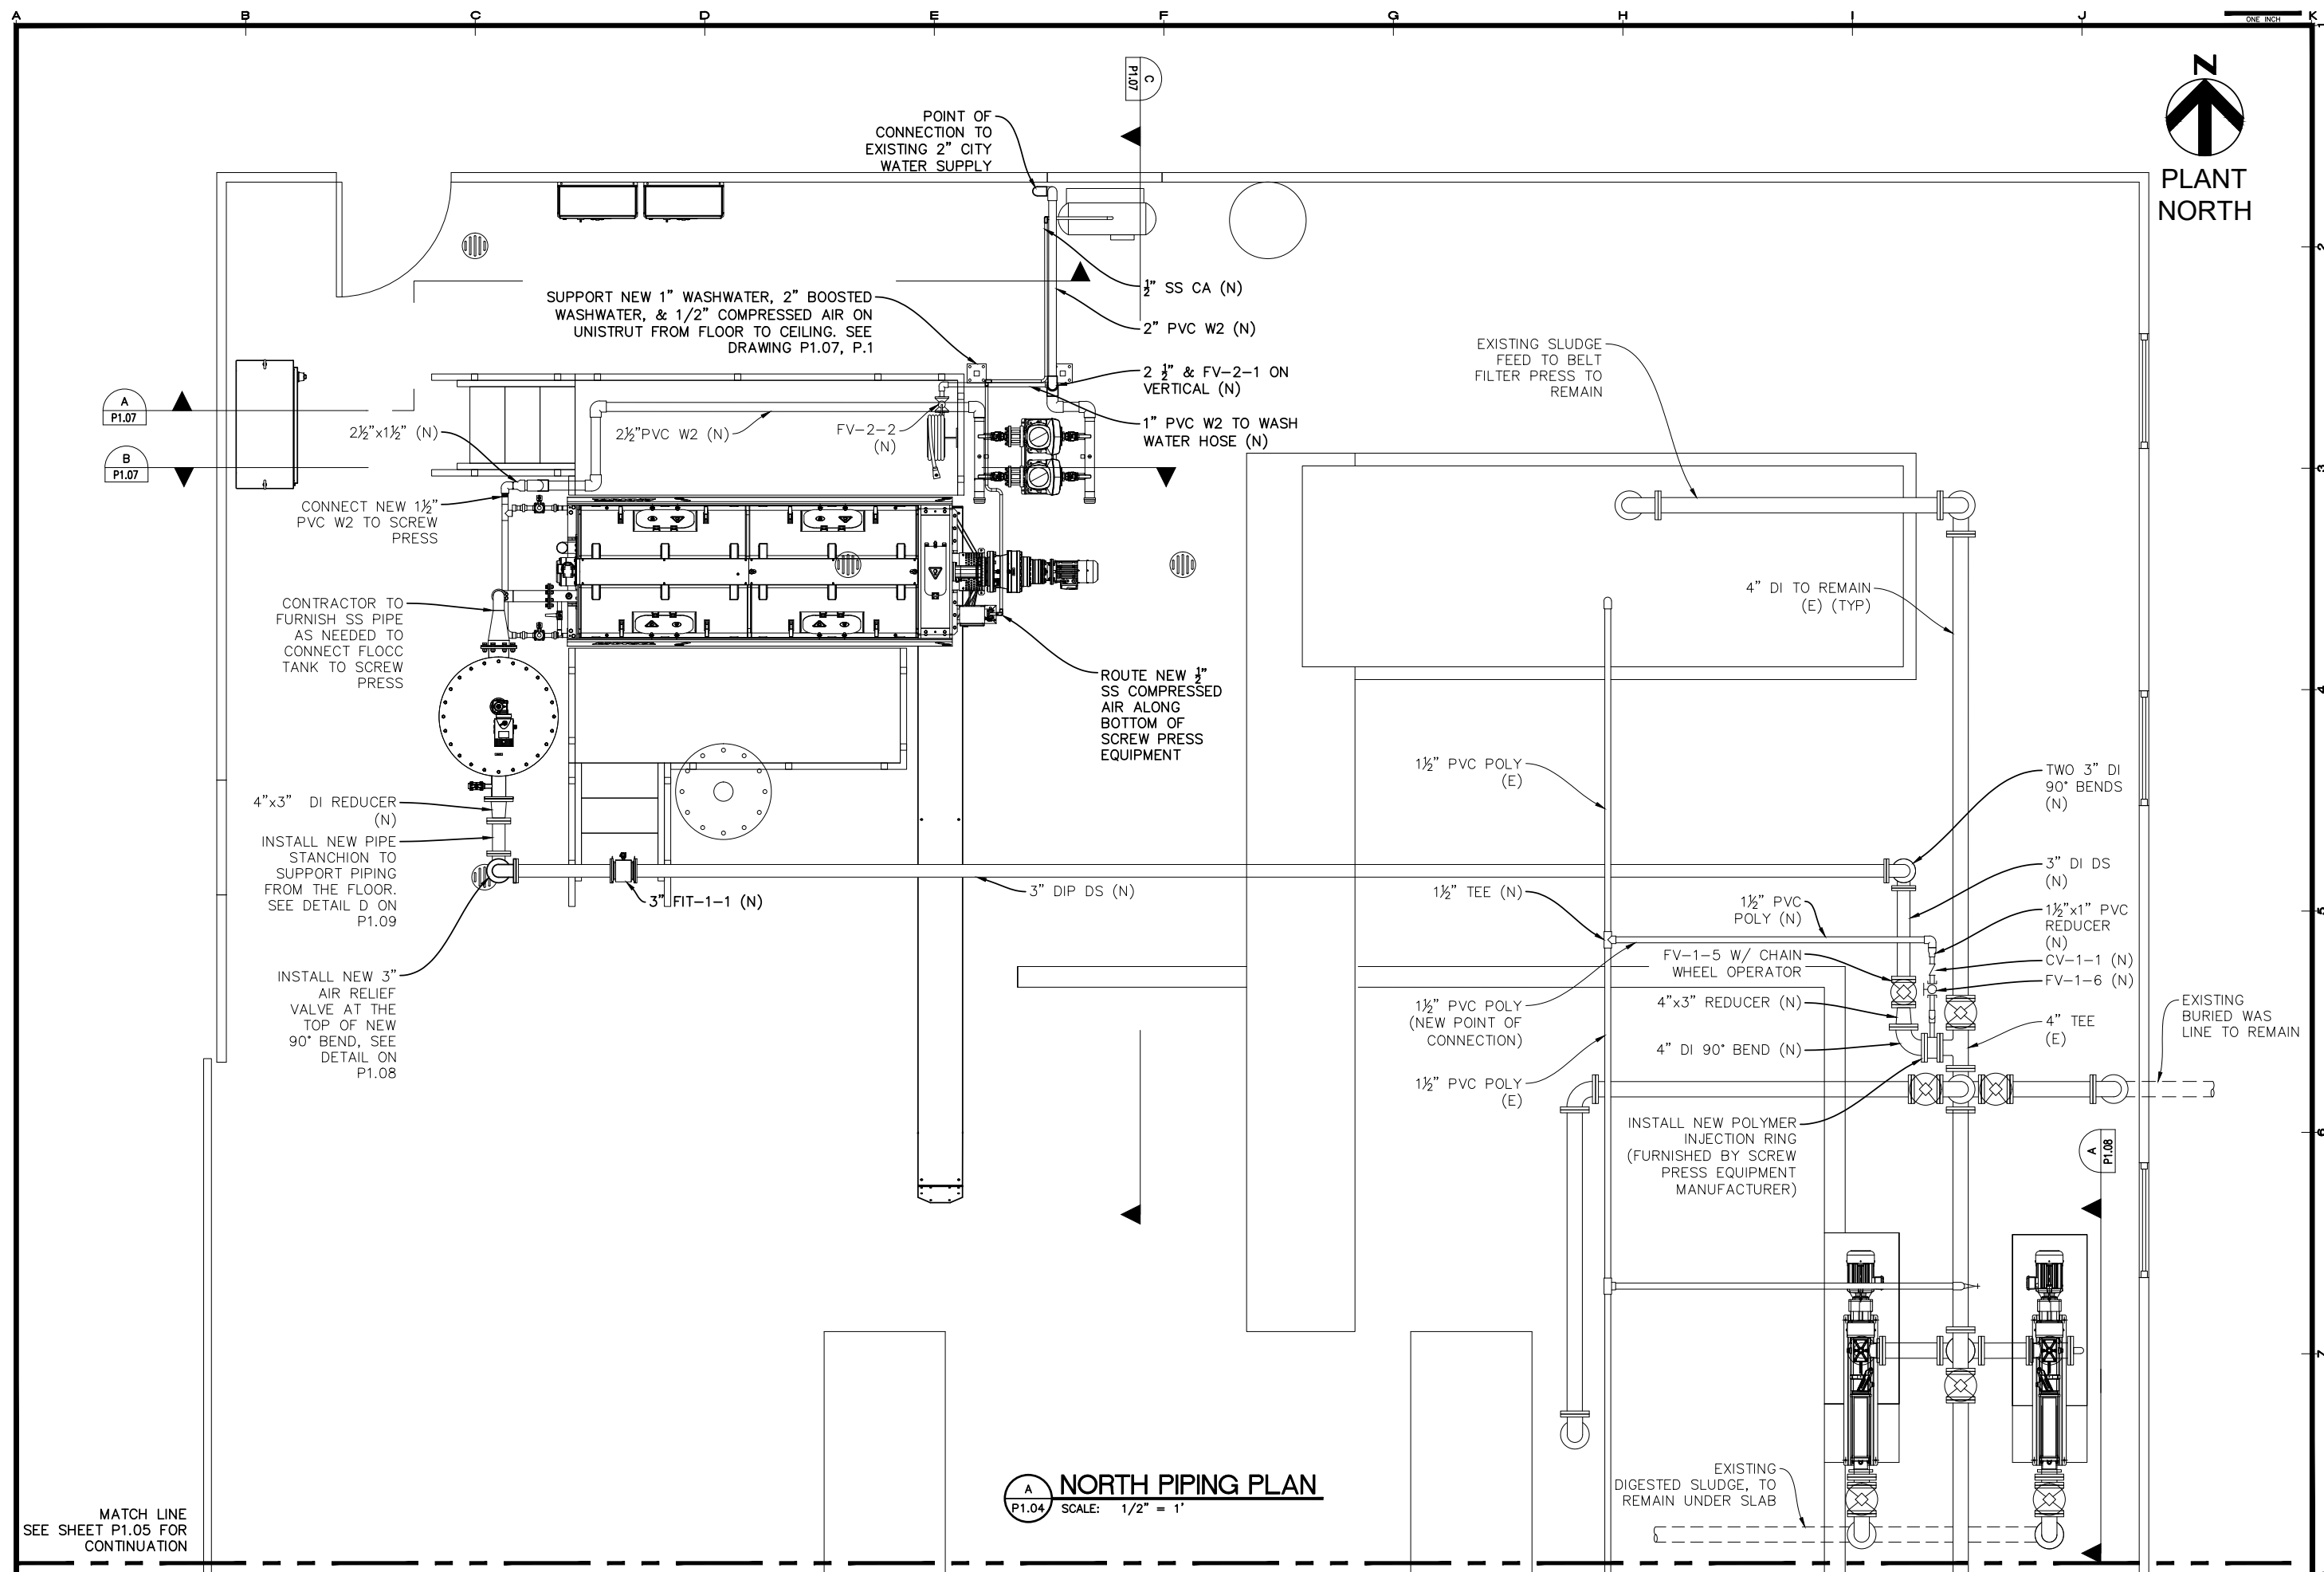 A B C D E F G H I J K
ONE INCH
1
2
3
4
5
6
7
N
PLANT
NORTH
C
P1.07
POINT OF
CONNECTION TO
EXISTING 2" CITY
WATER SUPPLY
½" SS CA (N)
2" PVC W2 (N)
SUPPORT NEW 1" WASHWATER, 2" BOOSTED
WASHWATER, & 1/2" COMPRESSED AIR ON
UNISTRUT FROM FLOOR TO CEILING. SEE
DRAWING P1.07, P.1
2 ½" & FV-2-1 ON
VERTICAL (N)
1" PVC W2 TO WASH
WATER HOSE (N)
EXISTING SLUDGE
FEED TO BELT
FILTER PRESS TO
REMAIN
A
P1.07
B
P1.07
2½"x1½" (N)
2½"PVC W2 (N)
FV-2-2
(N)
CONNECT NEW 1½"
PVC W2 TO SCREW
PRESS
CONTRACTOR TO
FURNISH SS PIPE
AS NEEDED TO
CONNECT FLOCC
TANK TO SCREW
PRESS
4" DI TO REMAIN
(E) (TYP)
ROUTE NEW ½"
SS COMPRESSED
AIR ALONG
BOTTOM OF
SCREW PRESS
EQUIPMENT
1½" PVC POLY
(E)
TWO 3" DI
90° BENDS
(N)
4"x3" DI REDUCER
(N)
INSTALL NEW PIPE
STANCHION TO
SUPPORT PIPING
FROM THE FLOOR.
SEE DETAIL D ON
P1.09
3" FIT-1-1 (N)
3" DIP DS (N)
1½" TEE (N)
1½" PVC
POLY (N)
3" DI DS
(N)
1½"x1" PVC
REDUCER
(N)
CV-1-1 (N)
FV-1-6 (N)
FV-1-5 W/ CHAIN
WHEEL OPERATOR
INSTALL NEW 3"
AIR RELIEF
VALVE AT THE
TOP OF NEW
90° BEND, SEE
DETAIL ON
P1.08
1½" PVC POLY
(NEW POINT OF
CONNECTION)
4"x3" REDUCER (N)
4" DI 90° BEND (N)
4" TEE
(E)
EXISTING
BURIED WAS
LINE TO REMAIN
1½" PVC POLY
(E)
INSTALL NEW POLYMER
INJECTION RING
(FURNISHED BY SCREW
PRESS EQUIPMENT
MANUFACTURER)
A
P1.08
EXISTING
DIGESTED SLUDGE, TO
REMAIN UNDER SLAB
A
P1.04
NORTH PIPING PLAN
SCALE: 1/2" = 1'
MATCH LINE
SEE SHEET P1.05 FOR
CONTINUATION